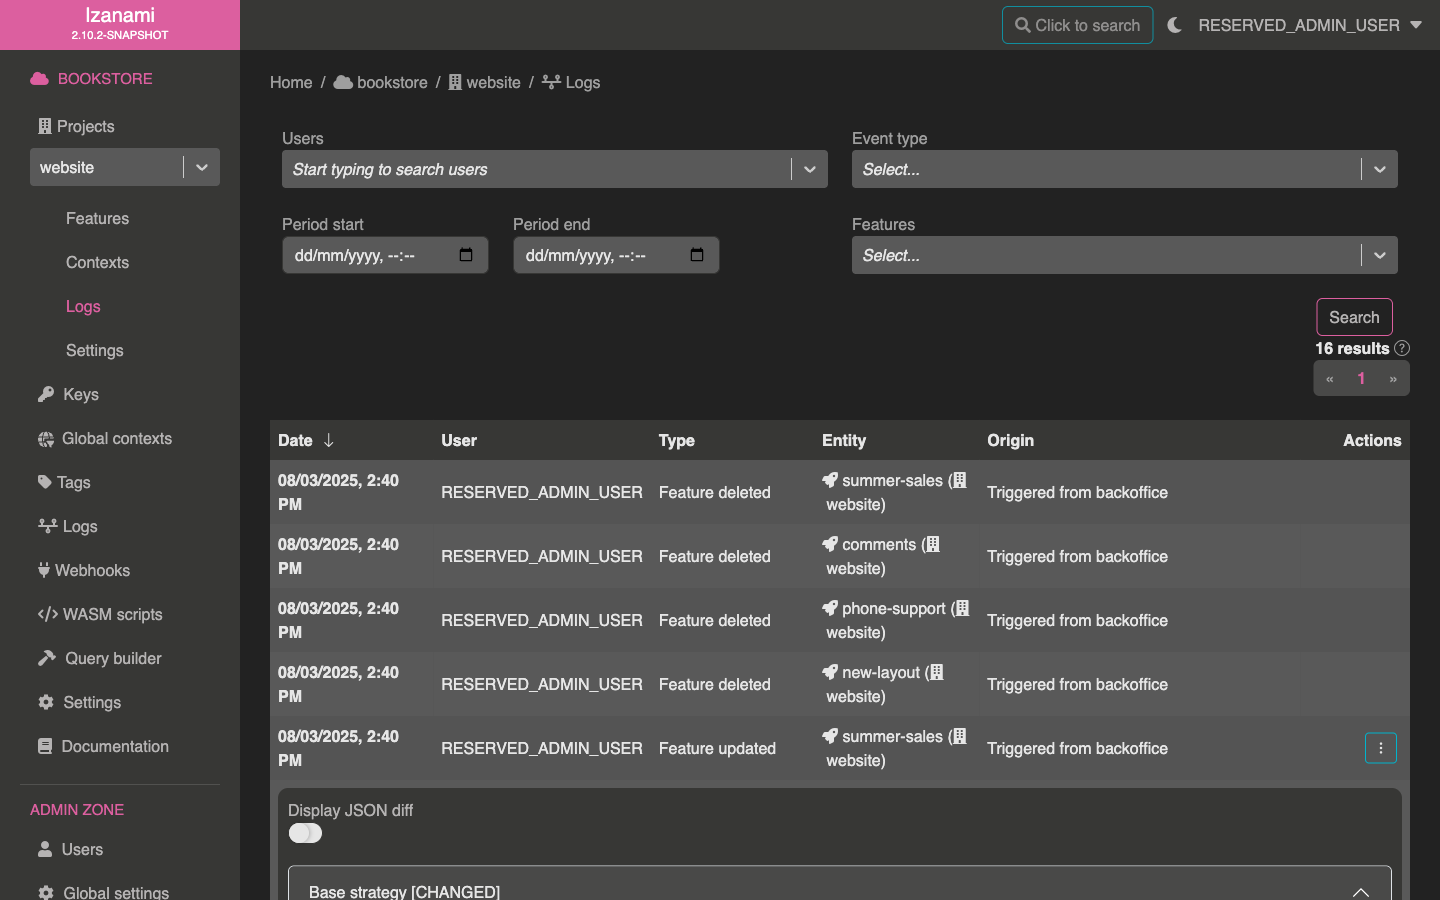 Izanami
2.10.2-SNAPSHOT
Click to search
RESERVED_ADMIN_USER
BOOKSTORE
Projects
website
Features
Contexts
Logs
Settings
Keys
Global contexts
Tags
Logs
Webhooks
WASM scripts
Query builder
Settings
Documentation
ADMIN ZONE
Users
Global settings
Home / bookstore / website / Logs
Users
Start typing to search users
Event type
Select...
Period start
dd/mm/yyyy, --:--
Period end
dd/mm/yyyy, --:--
Features
Select...
Search
16 results ?
« 1 »
Date ↓ User Type Entity Origin Actions
08/03/2025, 2:40 PM RESERVED_ADMIN_USER Feature deleted summer-sales ( website) Triggered from backoffice
08/03/2025, 2:40 PM RESERVED_ADMIN_USER Feature deleted comments ( website) Triggered from backoffice
08/03/2025, 2:40 PM RESERVED_ADMIN_USER Feature deleted phone-support ( website) Triggered from backoffice
08/03/2025, 2:40 PM RESERVED_ADMIN_USER Feature deleted new-layout ( website) Triggered from backoffice
08/03/2025, 2:40 PM RESERVED_ADMIN_USER Feature updated summer-sales ( website) Triggered from backoffice
Display JSON diff
Base strategy [CHANGED]